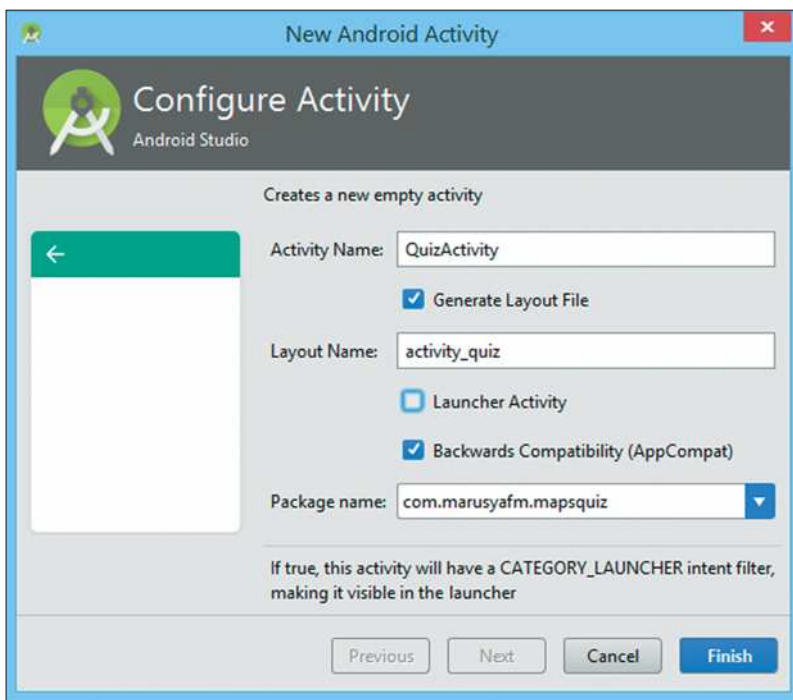 New Android Activity
Configure Activity
Android Studio
Creates a new empty activity
Activity Name: QuizActivity
Generate Layout File
Layout Name: activity_quiz
Launcher Activity
Backwards Compatibility (AppCompat)
Package name: com.marusyafm.mapsquiz
If true, this activity will have a CATEGORY_LAUNCHER intent filter,
making it visible in the launcher
Previous Next Cancel Finish